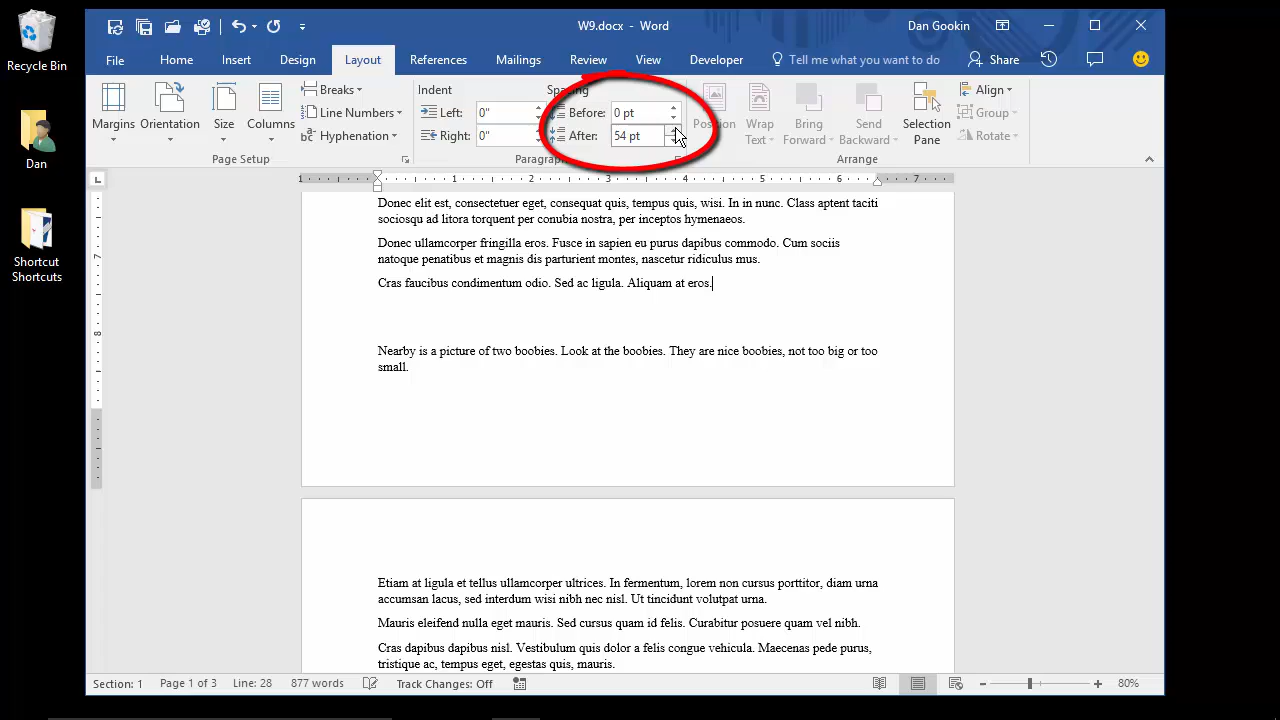 Recycle Bin
Dan
Shortcut
Shortcuts
W9.docx - Word
Dan Gookin
File Home Insert Design Layout References Mailings Review View Developer Tell me what you want to do Share
Margins
Orientation
Size
Columns
Breaks
Line Numbers
Hyphenation
Page Setup
Indent
Left: 0"
Right: 0"
Spacing
Before: 0 pt
After: 54 pt
Paragraph
Position
Wrap
Text
Bring
Forward
Send
Backward
Selection
Pane
Align
Group
Rotate
Arrange
1 1 2 3 4 5 6 7
7
8
Donec elit est, consectetuer eget, consequat quis, tempus quis, wisi. In in nunc. Class aptent taciti
sociosqu ad litora torquent per conubia nostra, per inceptos hymenaeos.
Donec ullamcorper fringilla eros. Fusce in sapien eu purus dapibus commodo. Cum sociis
natoque penatibus et magnis dis parturient montes, nascetur ridiculus mus.
Cras faucibus condimentum odio. Sed ac ligula. Aliquam at eros.
Nearby is a picture of two boobies. Look at the boobies. They are nice boobies, not too big or too
small.
Etiam at ligula et tellus ullamcorper ultrices. In fermentum, lorem non cursus porttitor, diam urna
accumsan lacus, sed interdum wisi nibh nec nisl. Ut tincidunt volutpat urna.
Mauris eleifend nulla eget mauris. Sed cursus quam id felis. Curabitur posuere quam vel nibh.
Cras dapibus dapibus nisl. Vestibulum quis dolor a felis congue vehicula. Maecenas pede purus,
tristique ac, tempus eget, egestas quis, mauris.
Section: 1 Page 1 of 3 Line: 28 877 words Track Changes: Off 80%